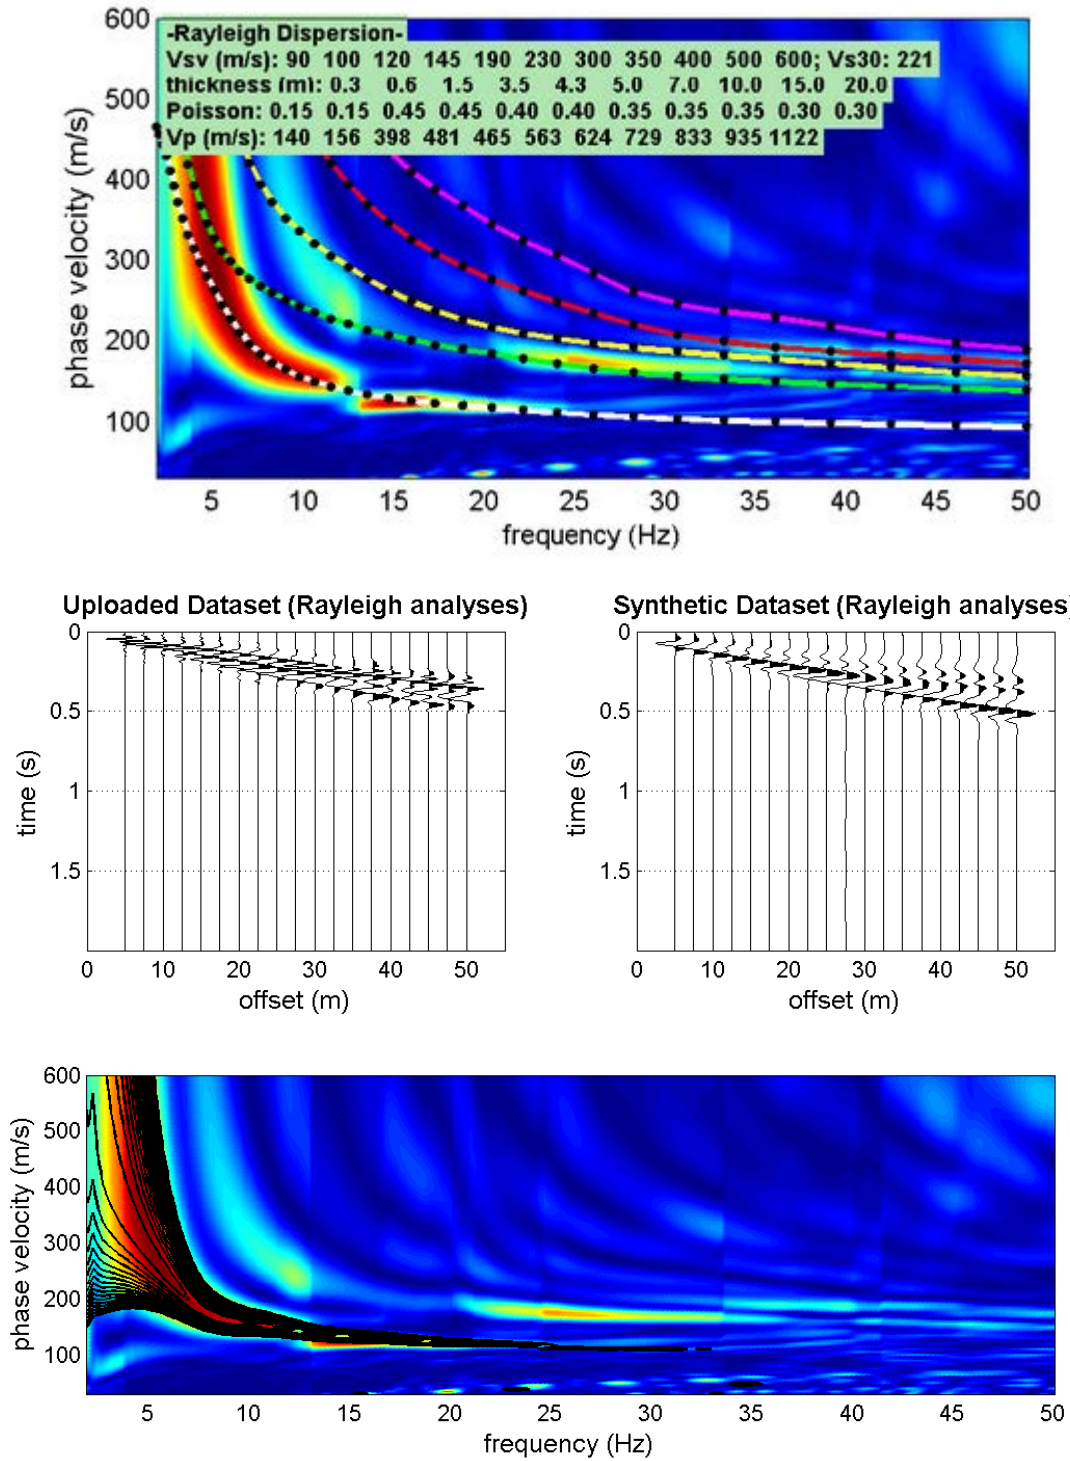 600
-Rayleigh Dispersion-
Vsv (m/s): 90 100 120 145 190 230 300 350 400 500 600; Vs30: 221
thickness (m): 0.3 0.6 1.5 3.5 4.3 5.0 7.0 10.0 15.0 20.0
Poisson: 0.15 0.15 0.45 0.45 0.40 0.40 0.35 0.35 0.35 0.30 0.30
Vp (m/s): 140 156 398 481 465 563 624 729 833 935 1122
500
400
300
200
100
phase velocity (m/s)
5 10 15 20 25 30 35 40 45 50
frequency (Hz)
Uploaded Dataset (Rayleigh analyses)
0
0.5
1
1.5
time (s)
0 10 20 30 40 50
offset (m)
Synthetic Dataset (Rayleigh analyses)
0
0.5
1
1.5
time (s)
0 10 20 30 40 50
offset (m)
600
500
400
300
200
100
phase velocity (m/s)
5 10 15 20 25 30 35 40 45 50
frequency (Hz)